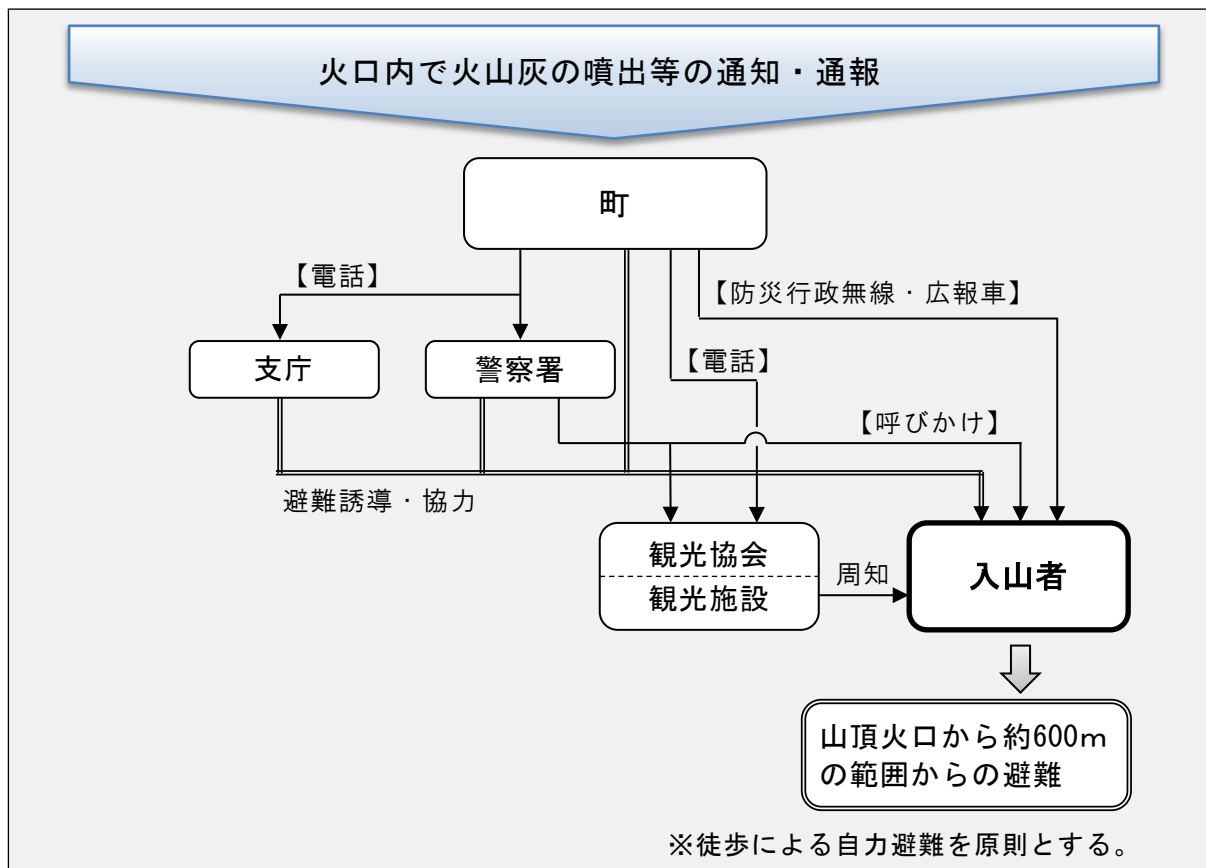 火口内で火山灰の噴出等の通知・通報
町
【電話】
【防災行政無線・広報車】
支庁
警察署
【電話】
【呼びかけ】
避難誘導・協力
観光協会
観光施設
周知
入山者
山頂火口から約600ｍ
の範囲からの避難
※徒歩による自力避難を原則とする。